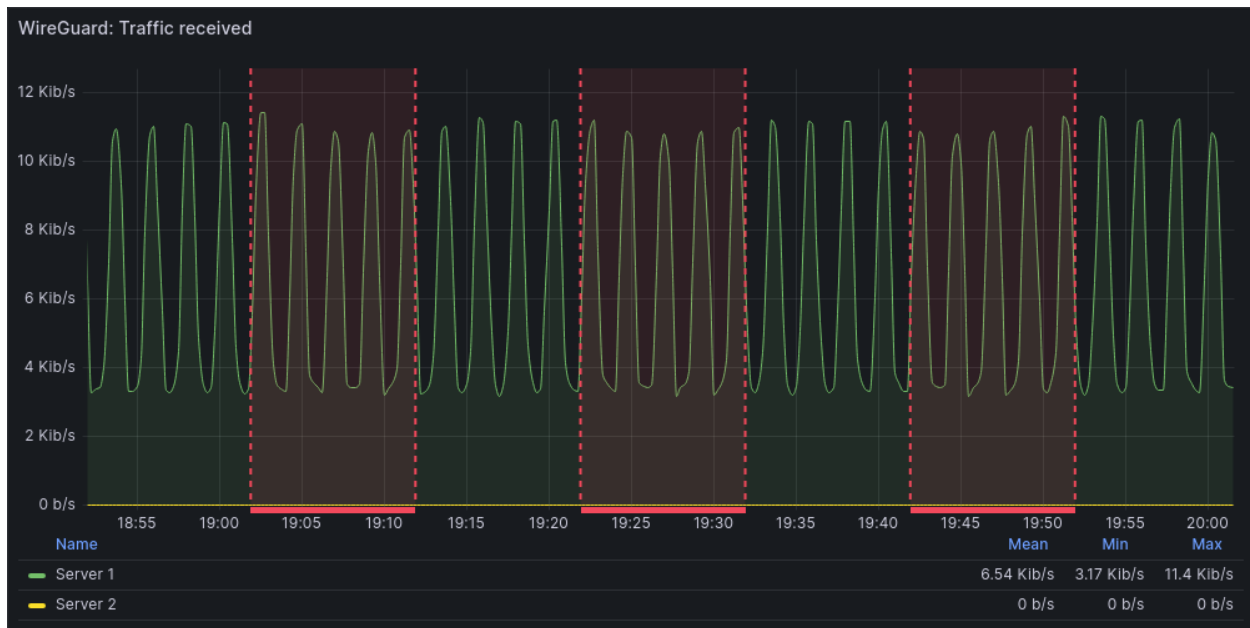 WireGuard: Traffic received
12 Kib/s
10 Kib/s
8 Kib/s
6 Kib/s
4 Kib/s
2 Kib/s
0 b/s
18:55 19:00 19:05 19:10 19:15 19:20 19:25 19:30 19:35 19:40 19:45 19:50 19:55 20:00
Name Mean Min Max
Server 1 6.54 Kib/s 3.17 Kib/s 11.4 Kib/s
Server 2 0 b/s 0 b/s 0 b/s